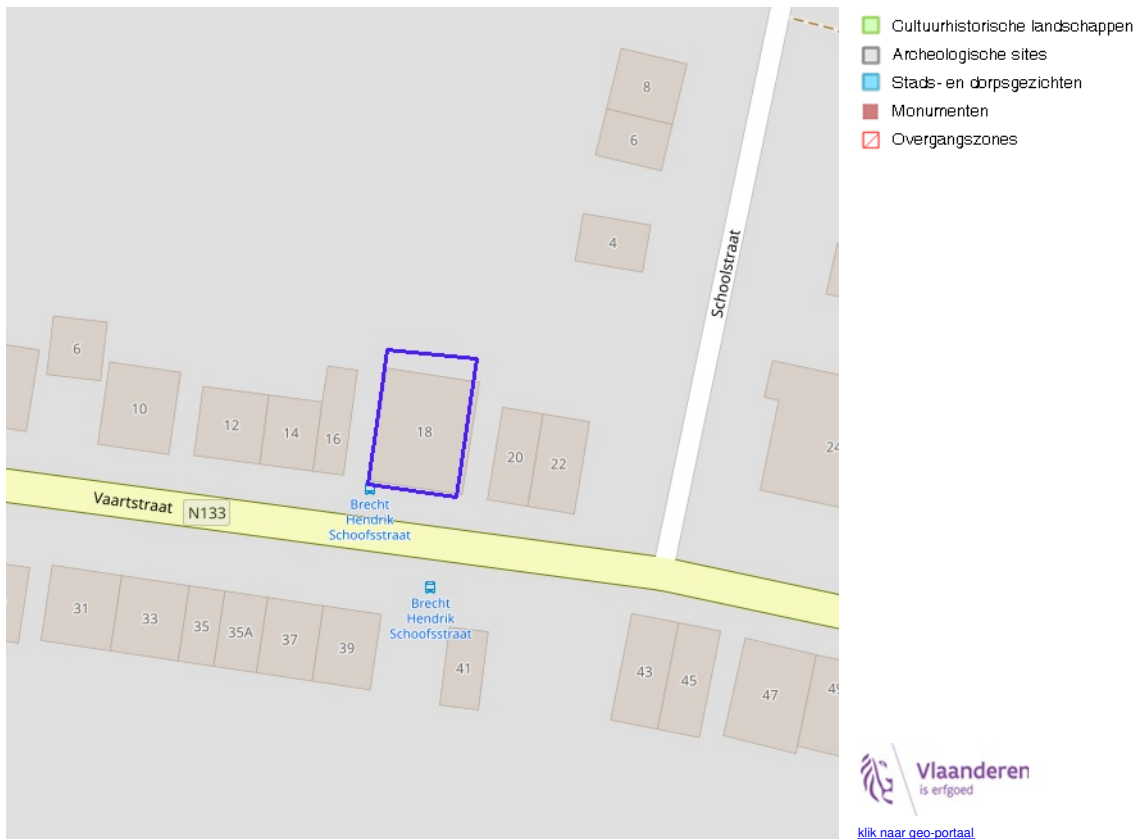 Cultuurhistorische landschappen
Archeologische sites
Stads- en dorpsgezichten
Monumenten
Overgangszones
8
6
4
Schoolstraat
6
10
12
14
16
18
20
22
24
Vaartstraat
N133
Brecht
Hendrik
Schoofsstraat
Brecht
Hendrik
Schoofsstraat
31
33
35
35A
37
39
41
43
45
47
49
Vlaanderen
is erfgoed
klik naar geo-portaal